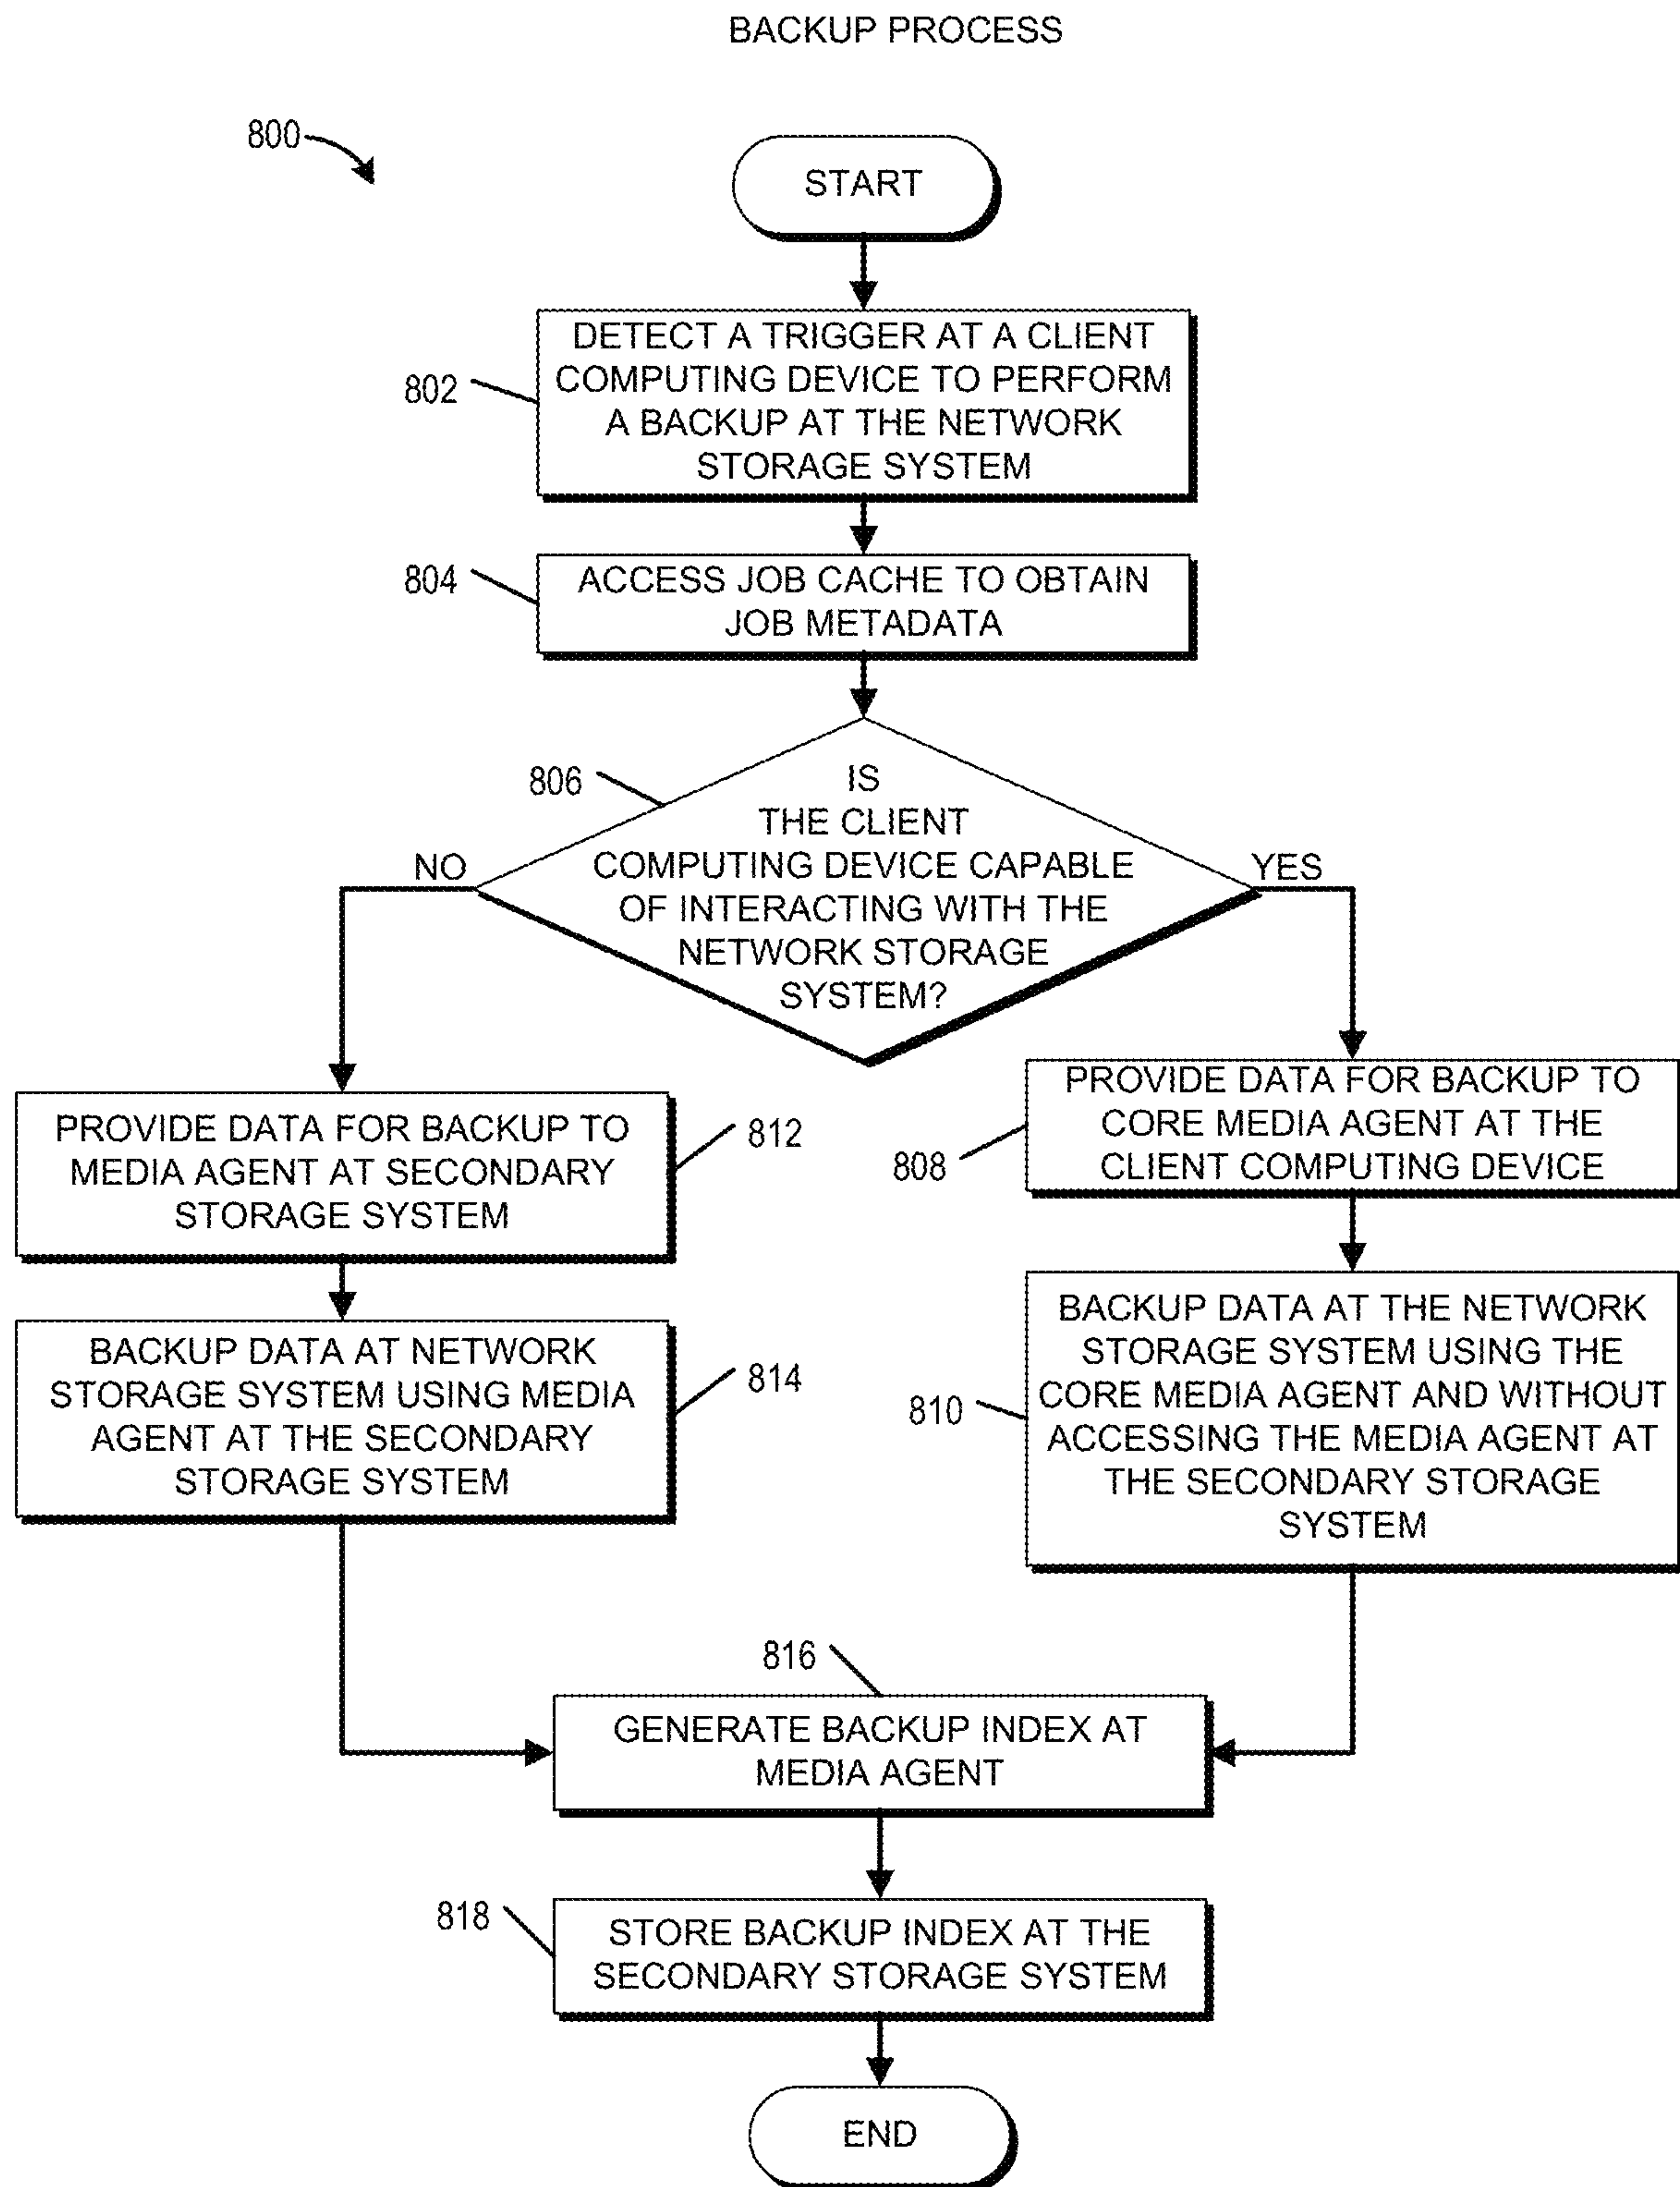 BACKUP PROCESS
800
START
802
DETECT A TRIGGER AT A CLIENT
COMPUTING DEVICE TO PERFORM
A BACKUP AT THE NETWORK
STORAGE SYSTEM
804
ACCESS JOB CACHE TO OBTAIN
JOB METADATA
806
IS
THE CLIENT
COMPUTING DEVICE CAPABLE
OF INTERACTING WITH THE
NETWORK STORAGE
SYSTEM?
NO
YES
PROVIDE DATA FOR BACKUP TO
MEDIA AGENT AT SECONDARY
STORAGE SYSTEM
812
808
PROVIDE DATA FOR BACKUP TO
CORE MEDIA AGENT AT THE
CLIENT COMPUTING DEVICE
BACKUP DATA AT NETWORK
STORAGE SYSTEM USING MEDIA
AGENT AT THE SECONDARY
STORAGE SYSTEM
814
810
BACKUP DATA AT THE NETWORK
STORAGE SYSTEM USING THE
CORE MEDIA AGENT AND WITHOUT
ACCESSING THE MEDIA AGENT AT
THE SECONDARY STORAGE
SYSTEM
816
GENERATE BACKUP INDEX AT
MEDIA AGENT
818
STORE BACKUP INDEX AT THE
SECONDARY STORAGE SYSTEM
END